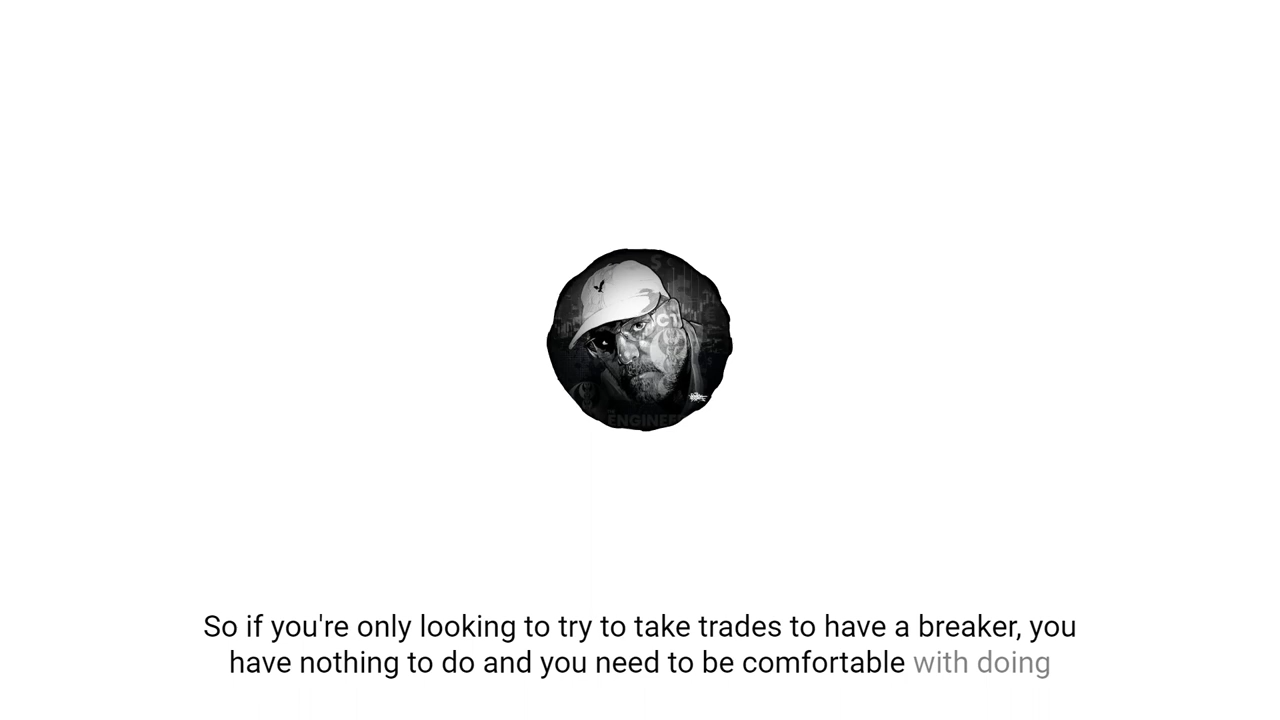 ENGINEE
So if you're only looking to try to take trades to have a breaker, you
have nothing to do and you need to be comfortable with doing